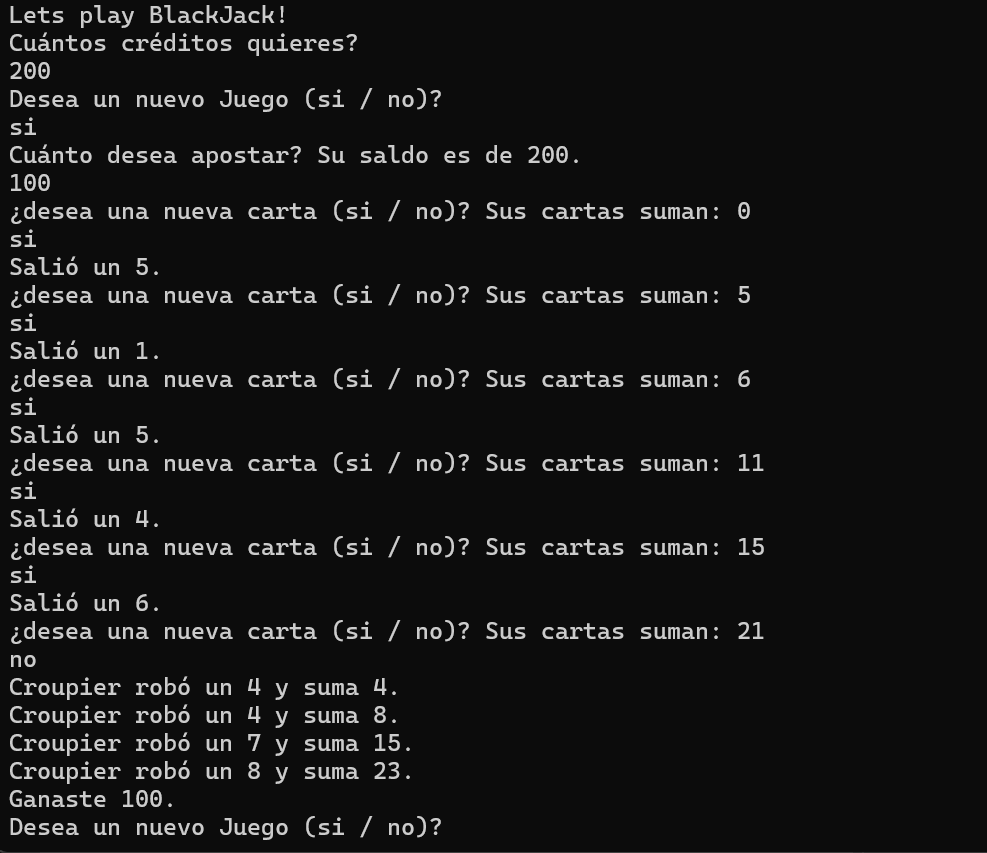 Lets play BlackJack!
Cuántos créditos quieres?
200
Desea un nuevo Juego (si / no)?
si
Cuánto desea apostar? Su saldo es de 200.
100
¿desea una nueva carta (si / no)? Sus cartas suman: 0
si
Salió un 5.
¿desea una nueva carta (si / no)? Sus cartas suman: 5
si
Salió un 1.
¿desea una nueva carta (si / no)? Sus cartas suman: 6
si
Salió un 5.
¿desea una nueva carta (si / no)? Sus cartas suman: 11
si
Salió un 4.
¿desea una nueva carta (si / no)? Sus cartas suman: 15
si
Salió un 6.
¿desea una nueva carta (si / no)? Sus cartas suman: 21
no
Croupier robó un 4 y suma 4.
Croupier robó un 4 y suma 8.
Croupier robó un 7 y suma 15.
Croupier robó un 8 y suma 23.
Ganaste 100.
Desea un nuevo Juego (si / no)?